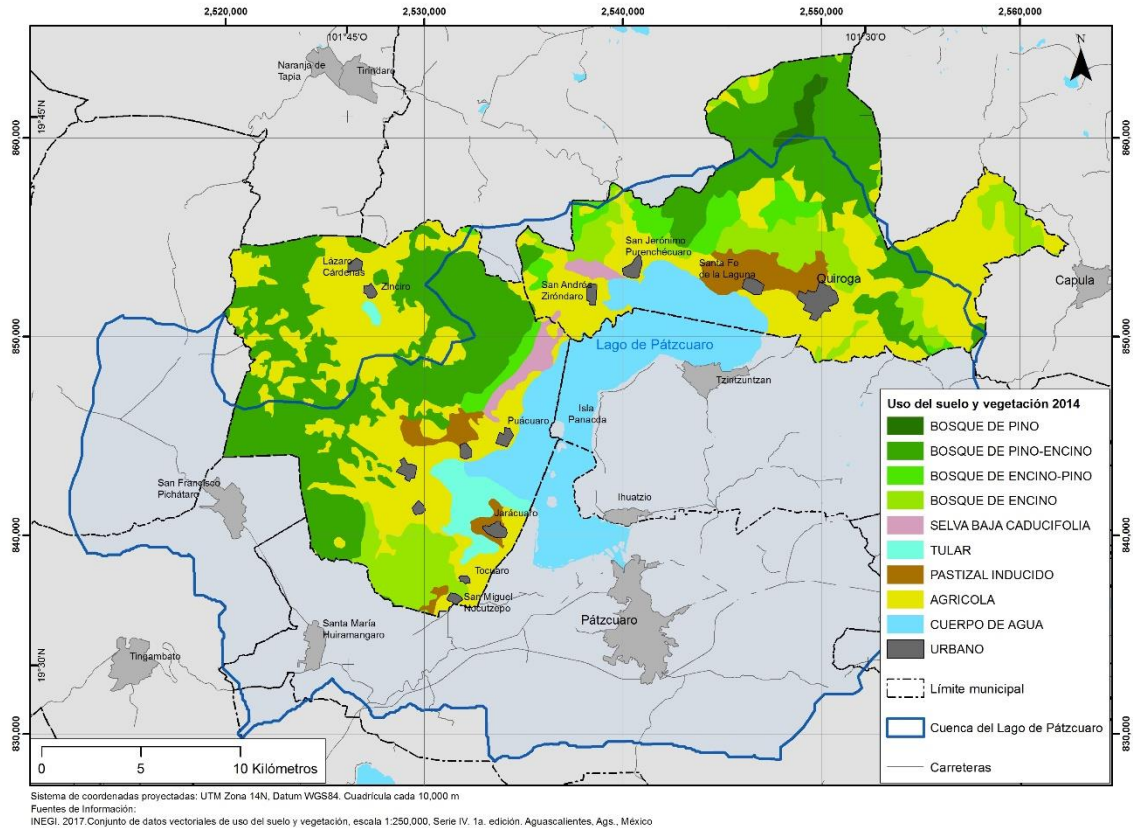 2,520,000
2,530,000
2,540,000
2,550,000
2,560,000
101°45'O
101°30'O
N
Naranja de
Tapia
Tiríndaro
19°45'N
860,000
860,000
San Jerónimo
Purenchécuaro
Lázaro
Cárdenas
Zinciro
Santa Fe
de la Laguna
San Andrés
Ziróndaro
Quiroga
Capula
850,000
850,000
Lago de Pátzcuaro
Tzintzuntzan
Isla
Pacanda
Puácuaro
San Francisco
Pichátaro
Ihuatzio
Jarácuaro
840,000
840,000
Tocuaro
San Miguel
Nocutzepo
Santa María
Huiramangaro
Pátzcuaro
Tingambato
19°30'N
830,000
830,000
Uso del suelo y vegetación 2014
BOSQUE DE PINO
BOSQUE DE PINO-ENCINO
BOSQUE DE ENCINO-PINO
BOSQUE DE ENCINO
SELVA BAJA CADUCIFOLIA
TULAR
PASTIZAL INDUCIDO
AGRICOLA
CUERPO DE AGUA
URBANO
Límite municipal
Cuenca del Lago de Pátzcuaro
Carreteras
0 5 10 Kilómetros
Sistema de coordenadas proyectadas: UTM Zona 14N, Datum WGS84. Cuadrícula cada 10,000 m
Fuentes de Información:
INEGI. 2017.Conjunto de datos vectoriales de uso del suelo y vegetación, escala 1:250,000, Serie IV. 1a. edición. Aguascalientes, Ags., México